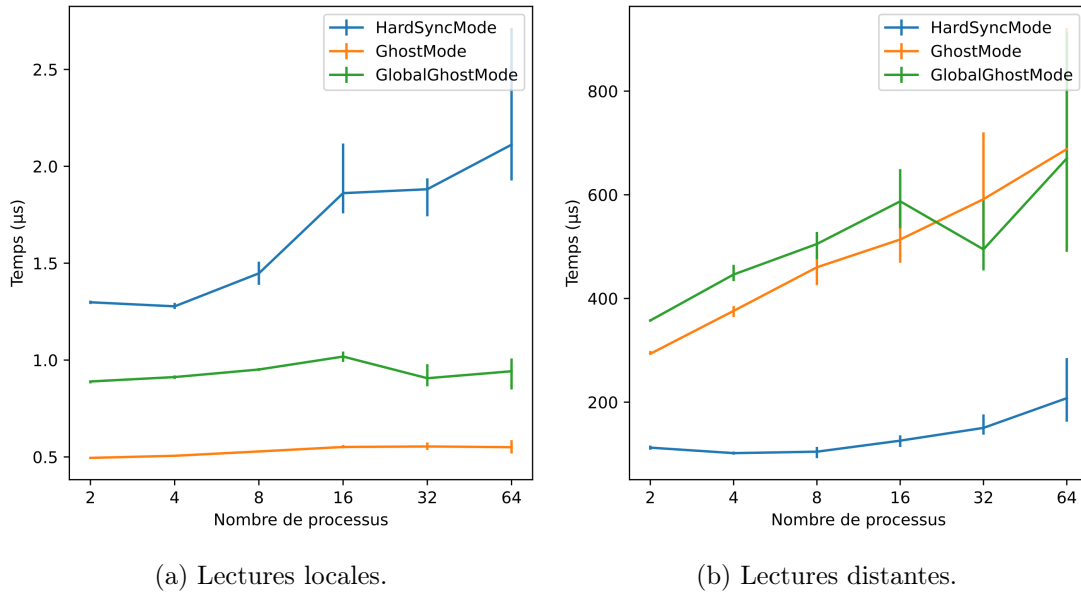 HardSyncMode
GhostMode
GlobalGhostMode
2.5
2.0
1.5
1.0
0.5
Temps (µs)
2 4 8 16 32 64
Nombre de processus
(a) Lectures locales.
HardSyncMode
GhostMode
GlobalGhostMode
800
600
400
200
Temps (µs)
2 4 8 16 32 64
Nombre de processus
(b) Lectures distantes.